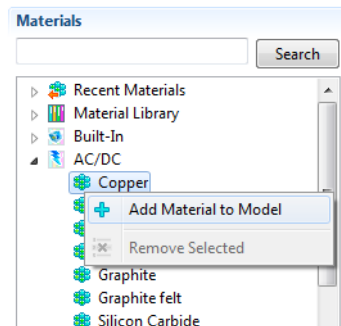 Materials
Search
Recent Materials
Material Library
Built-In
AC/DC
Copper
Add Material to Model
Remove Selected
Graphite
Graphite felt
Silicon Carbide